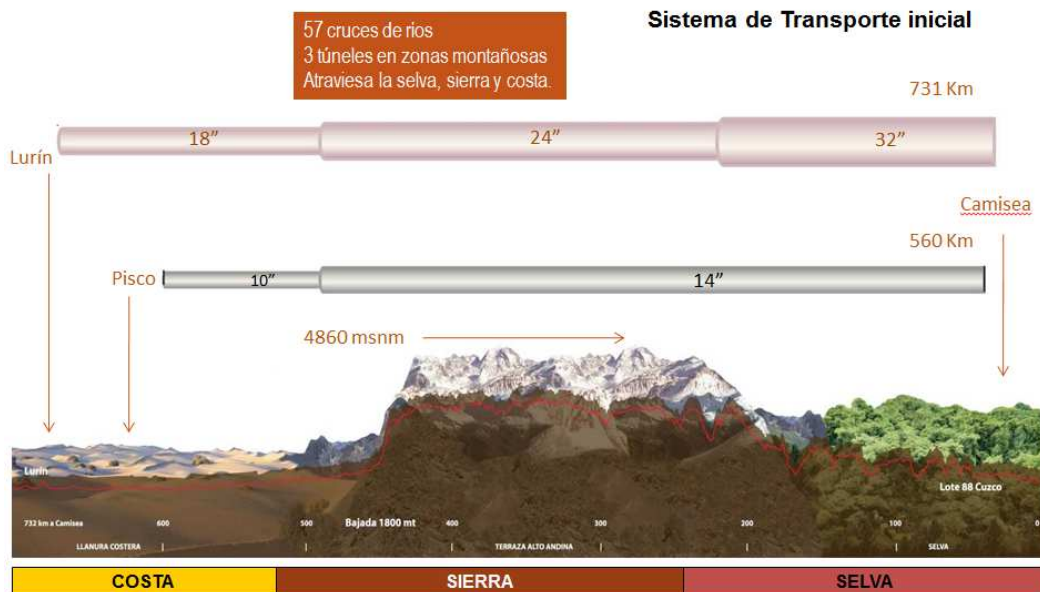 Sistema de Transporte inicial
57 cruces de rios
3 túneles en zonas montañosas
Atraviesa la selva, sierra y costa.
731 Km
18”
24”
32”
Lurín
Camisea
560 Km
Pisco
10”
14”
4860 msnm
Lurín
Lote 88 Cuzco
732 km a Camisea
600
500
Bajada 1800 mt
400
300
200
100
0
LLANURA COSTERA
TERRAZA ALTO ANDINA
SELVA
COSTA
SIERRA
SELVA